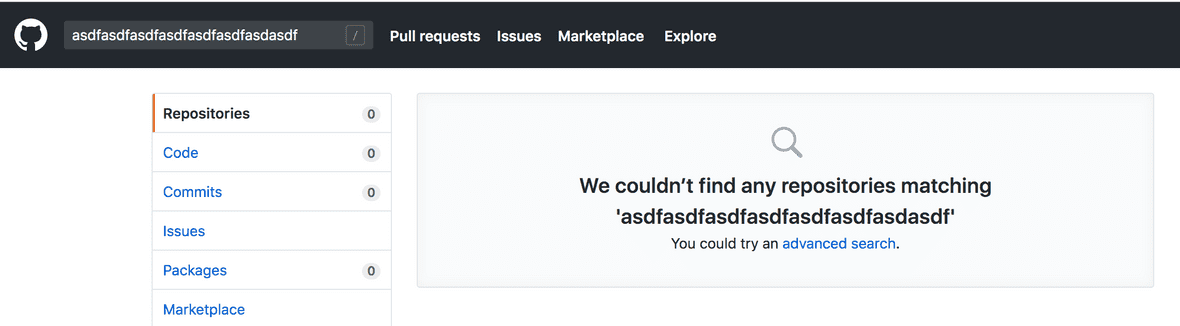 asdfasdfasdfasdfasdfasdfasdasdf /
Pull requests Issues Marketplace Explore
Repositories 0
Code 0
Commits 0
Issues
Packages 0
Marketplace
We couldn’t find any repositories matching
'asdfasdfasdfasdfasdfasdfasdasdf'
You could try an advanced search.